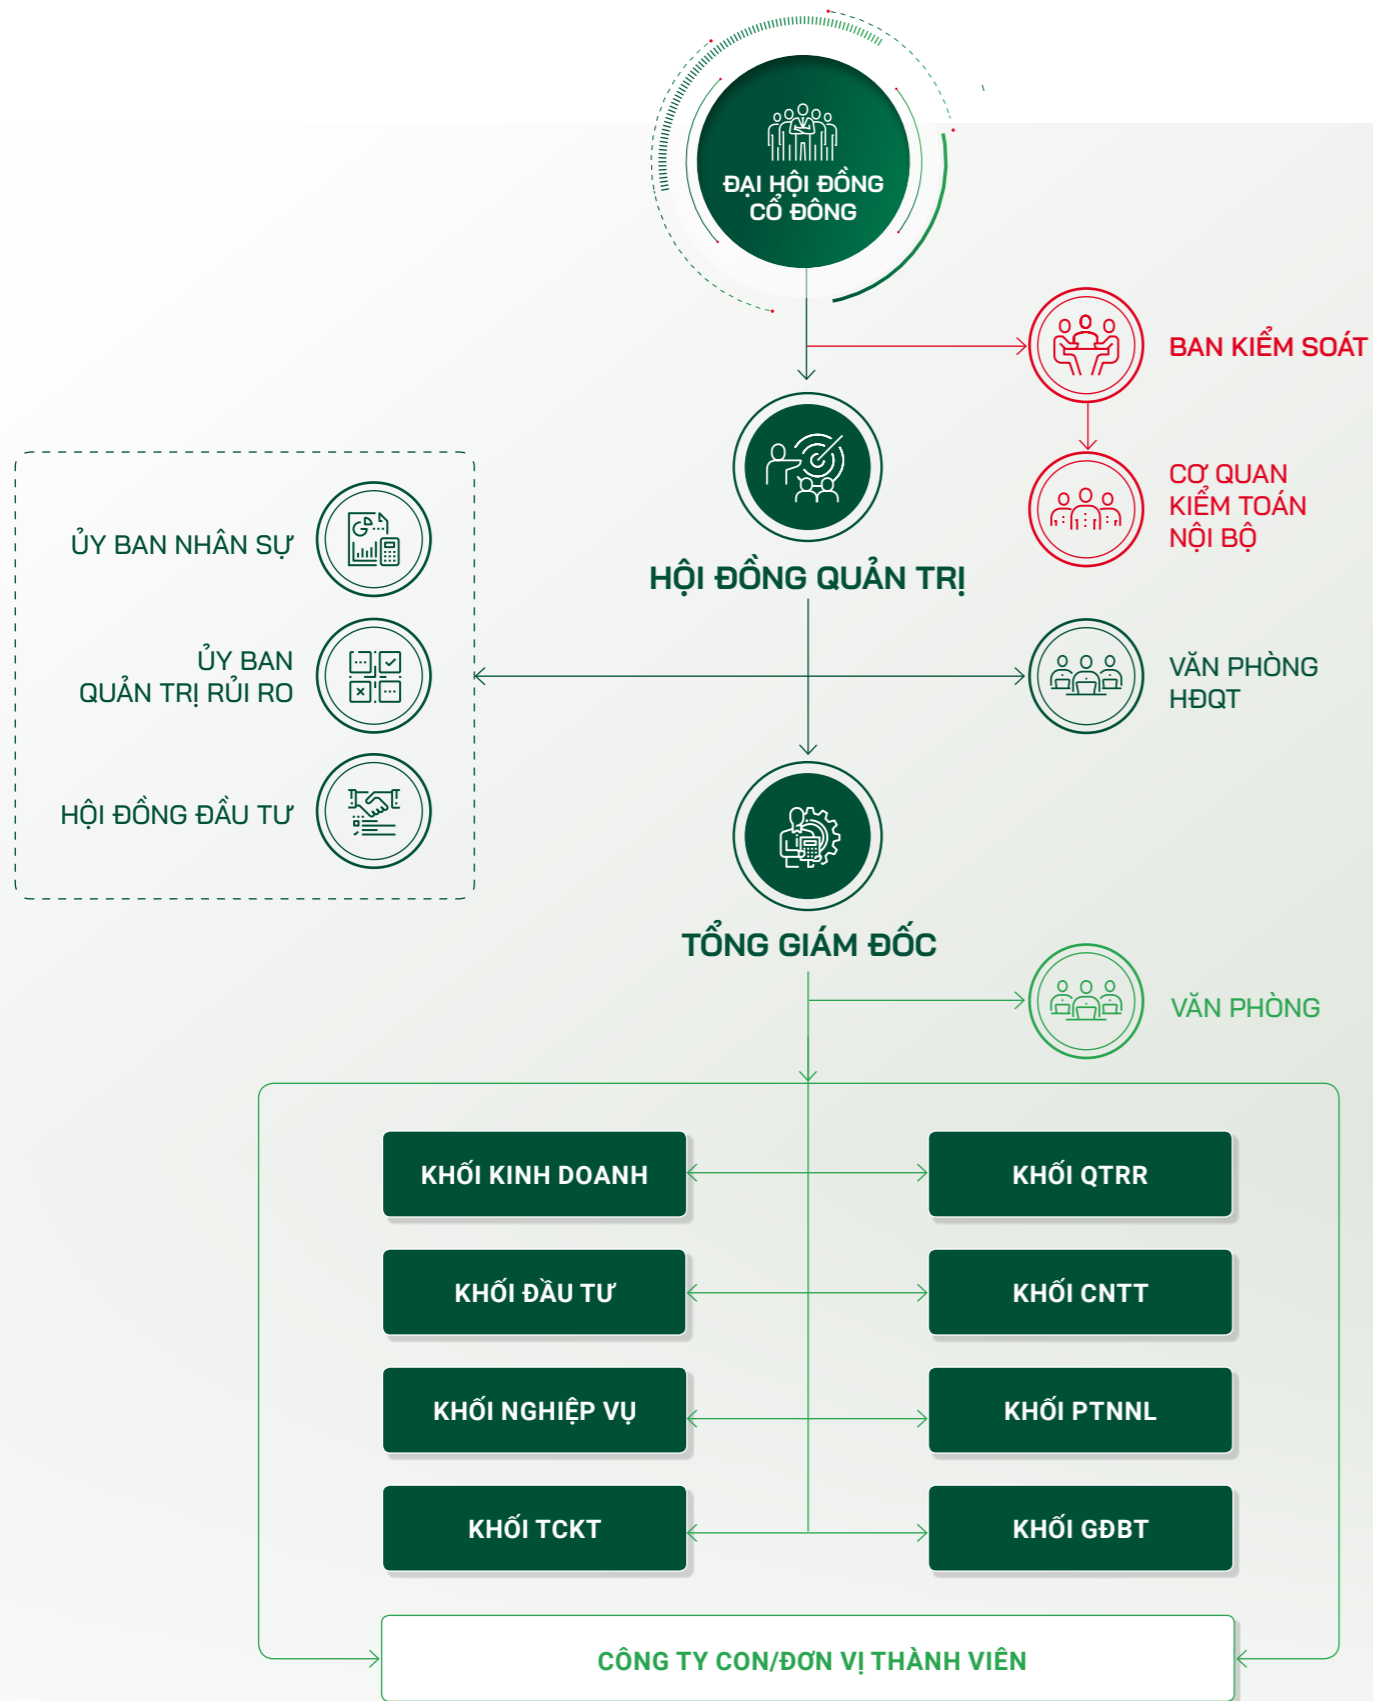 ĐẠI HỘI ĐỒNG
CỔ ĐÔNG
BAN KIỂM SOÁT
CƠ QUAN
KIỂM TOÁN
NỘI BỘ
HỘI ĐỒNG QUẢN TRỊ
ỦY BAN NHÂN SỰ
ỦY BAN
QUẢN TRỊ RỦI RO
HỘI ĐỒNG ĐẦU TƯ
VĂN PHÒNG
HĐQT
TỔNG GIÁM ĐỐC
VĂN PHÒNG
KHỐI KINH DOANH
KHỐI QTRR
KHỐI ĐẦU TƯ
KHỐI CNTT
KHỐI NGHIỆP VỤ
KHỐI PTNNL
KHỐI TCKT
KHỐI GĐBT
CÔNG TY CON/ĐƠN VỊ THÀNH VIÊN